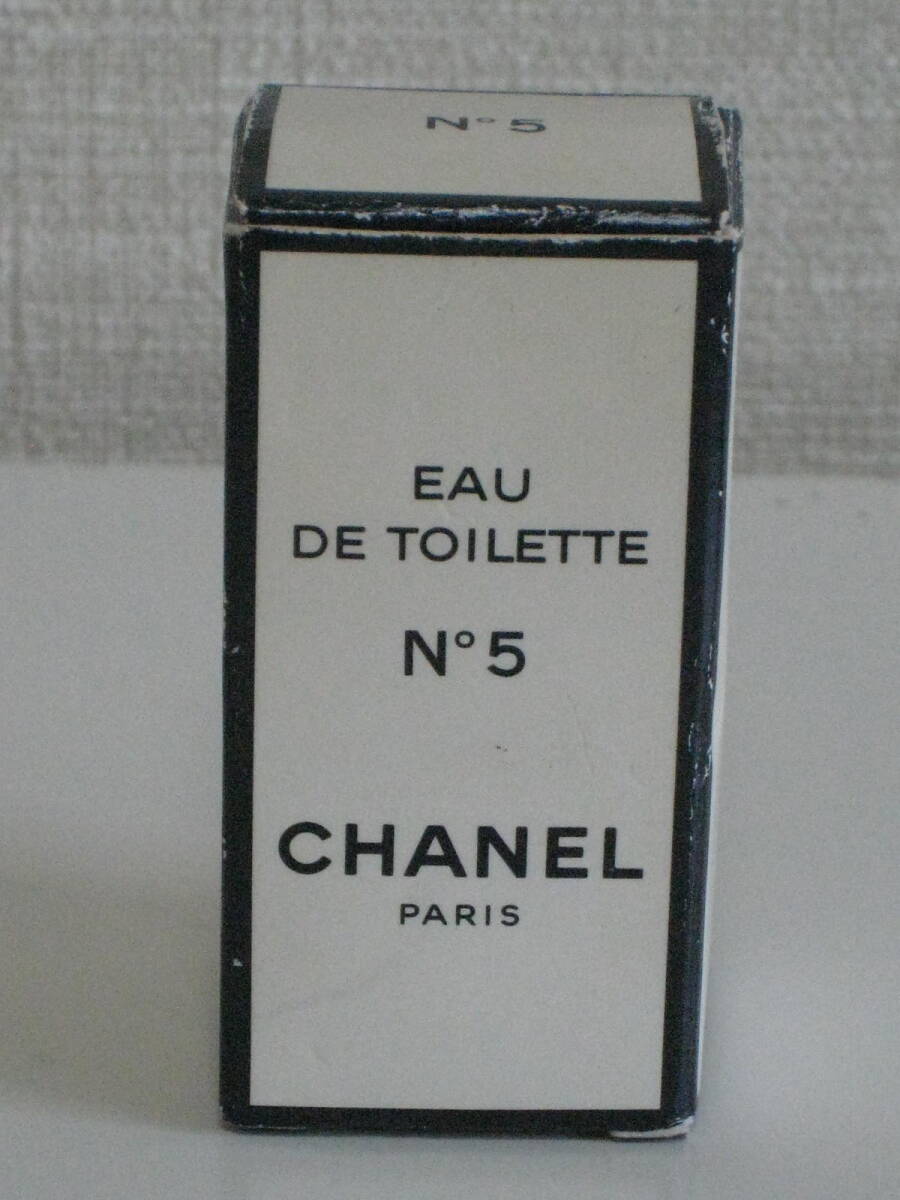 N° 5
EAU
DE TOILETTE
N° 5
CHANEL
PARIS